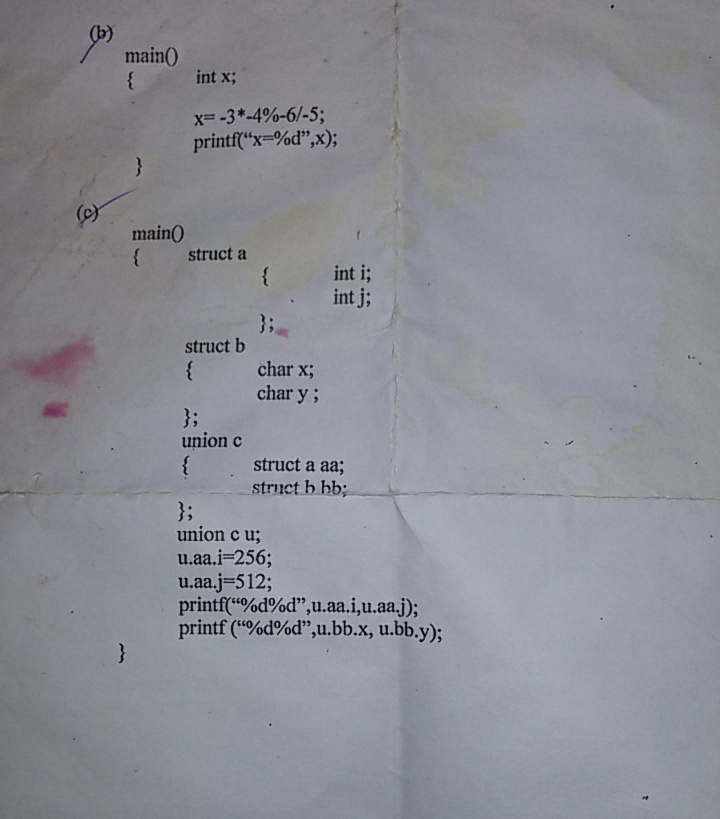 (b)
main()
{ int x;
x= -3*-4%-6/-5;
printf(“x=%d”,x);
}
(c)
main()
{ struct a
{ int i;
int j;
};
struct b
{ char x;
char y ;
};
union c
{ struct a aa;
struct b bb;
};
union c u;
u.aa.i=256;
u.aa.j=512;
printf(“%d%d”,u.aa.i,u.aa.j);
printf (“%d%d”,u.bb.x, u.bb.y);
}